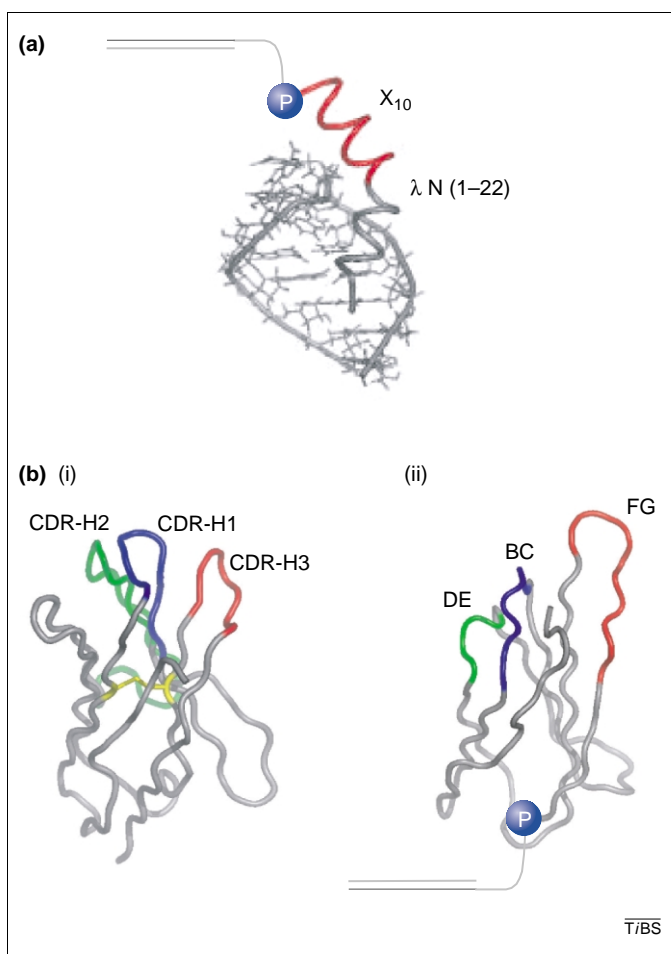 (a)
P
X10
λ N (1–22)
(b) (i)
(ii)
CDR-H2
CDR-H1
CDR-H3
FG
BC
DE
P
TiBS